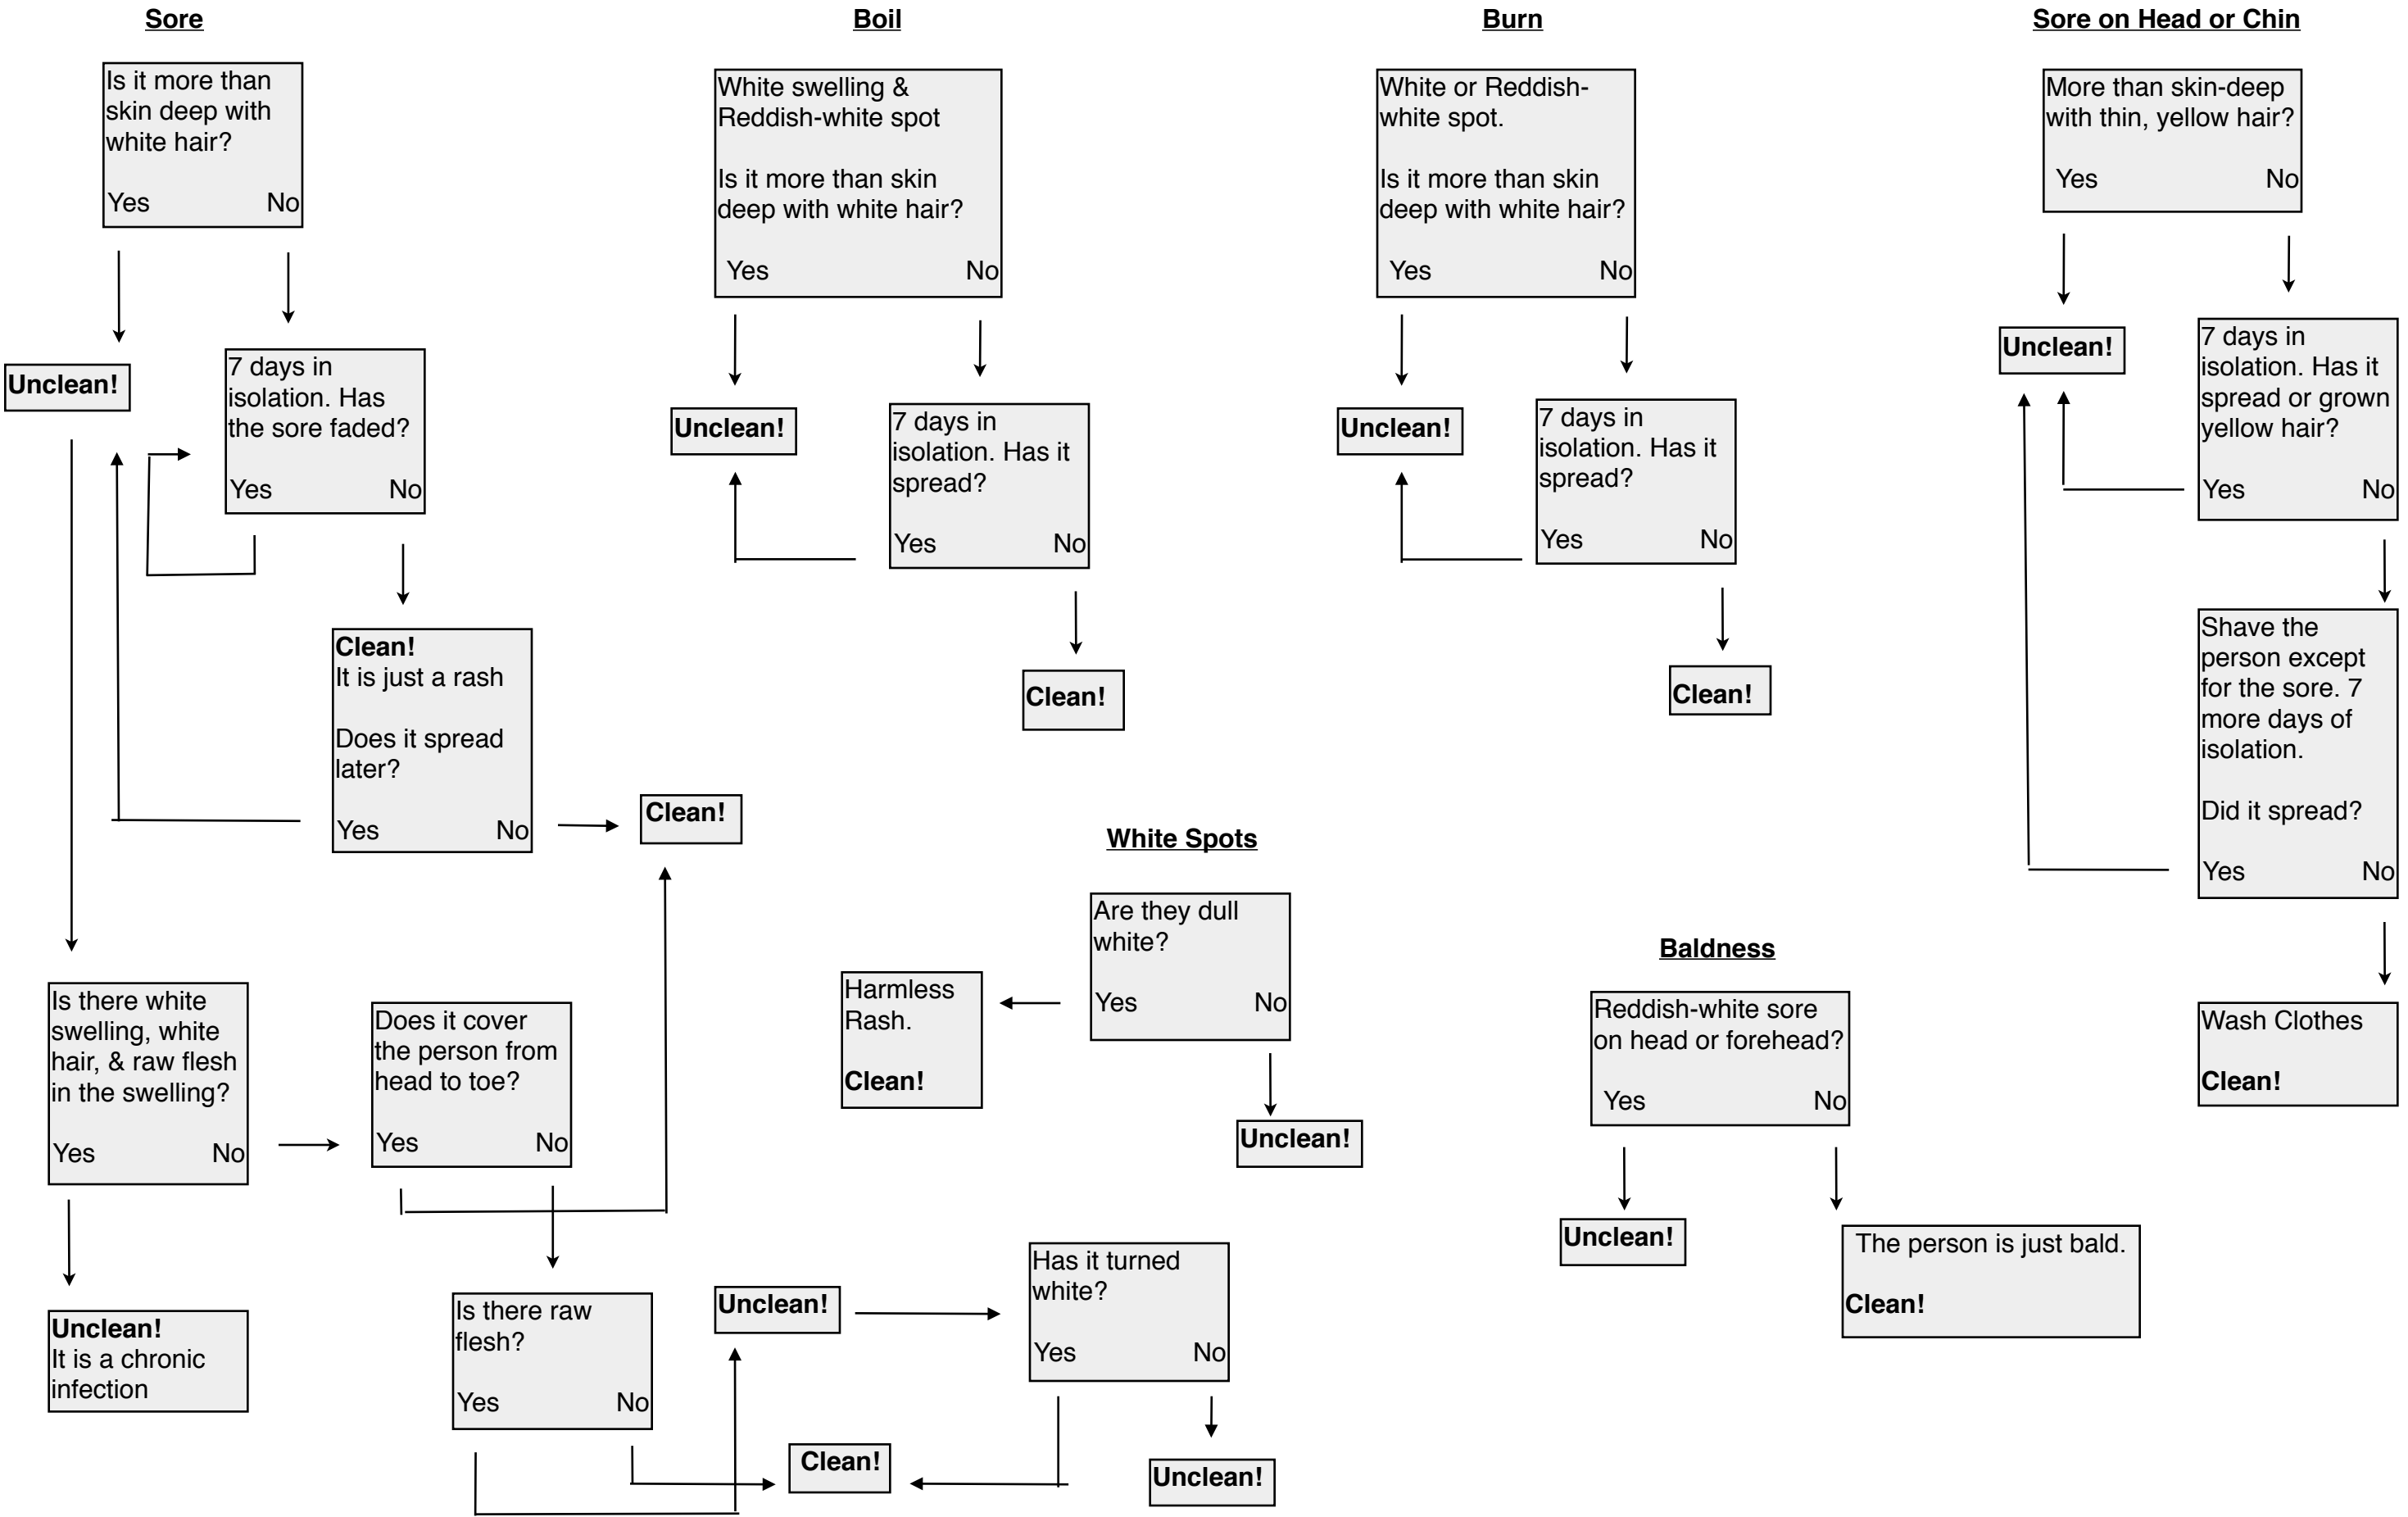 Sore
Is it more than
skin deep with
white hair?
Yes No
Unclean!
7 days in
isolation. Has
the sore faded?
Yes No
Clean!
It is just a rash
Does it spread
later?
Yes No
Clean!
Is there white
swelling, white
hair, & raw flesh
in the swelling?
Yes No
Unclean!
It is a chronic
infection
Does it cover
the person from
head to toe?
Yes No
Is there raw
flesh?
Yes No
Unclean!
Clean!
Has it turned
white?
Yes No
Unclean!
Boil
White swelling &
Reddish-white spot
Is it more than skin
deep with white hair?
Yes No
Unclean!
7 days in
isolation. Has it
spread?
Yes No
Clean!
Burn
White or Reddish-
white spot.
Is it more than skin
deep with white hair?
Yes No
Unclean!
7 days in
isolation. Has it
spread?
Yes No
Clean!
Sore on Head or Chin
More than skin-deep
with thin, yellow hair?
Yes No
Unclean!
7 days in
isolation. Has it
spread or grown
yellow hair?
Yes No
Shave the
person except
for the sore. 7
more days of
isolation.
Did it spread?
Yes No
Wash Clothes
Clean!
White Spots
Are they dull
white?
Yes No
Harmless
Rash.
Clean!
Unclean!
Baldness
Reddish-white sore
on head or forehead?
Yes No
Unclean!
The person is just bald.
Clean!